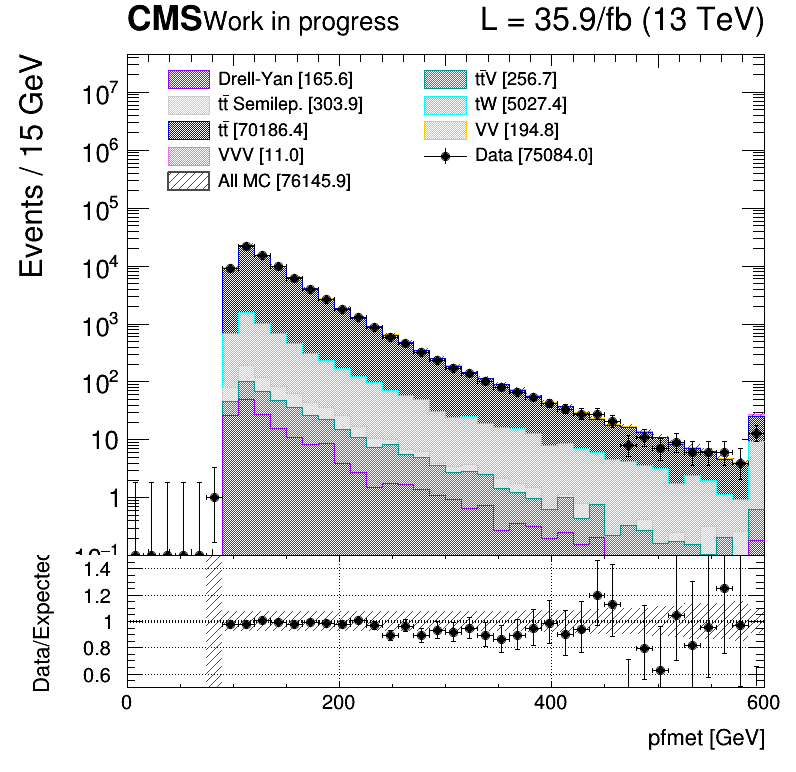 CMS Work in progress L = 35.9/fb (13 TeV)
Events / 15 GeV
Drell-Yan [165.6] tt̄V [256.7]
tt̄ Semilep. [303.9] tW [5027.4]
tt̄ [70186.4] VV [194.8]
VVV [11.0] Data [75084.0]
All MC [76145.9]
10⁷
10⁶
10⁵
10⁴
10³
10²
10
1
10⁻¹
Data/Expected
1.4
1.2
1
0.8
0.6
0 200 400 600
pfmet [GeV]